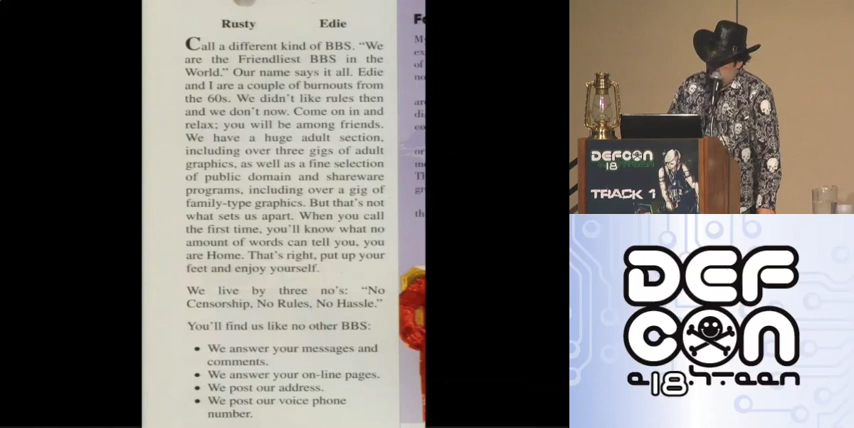 Rusty Edie
Call a different kind of BBS. “We
are the Friendliest BBS in the
World.” Our name says it all. Edie
and I are a couple of burnouts from
the 60s. We didn’t like rules then
and we don’t now. Come on in and
relax; you will be among friends.
We have a huge adult section,
including over three gigs of adult
graphics, as well as a fine selection
of public domain and shareware
programs, including over a gig of
family-type graphics. But that’s not
what sets us apart. When you call
the first time, you’ll know what no
amount of words can tell you, you
are Home. That’s right, put up your
feet and enjoy yourself.
We live by three no’s: “No
Censorship, No Rules, No Hassle.”
You’ll find us like no other BBS:
• We answer your messages and
comments.
• We answer your on-line pages.
• We post our address.
• We post our voice phone
number.
DEFCON
18
TRACK 1
DEF
CON
e18h.teen